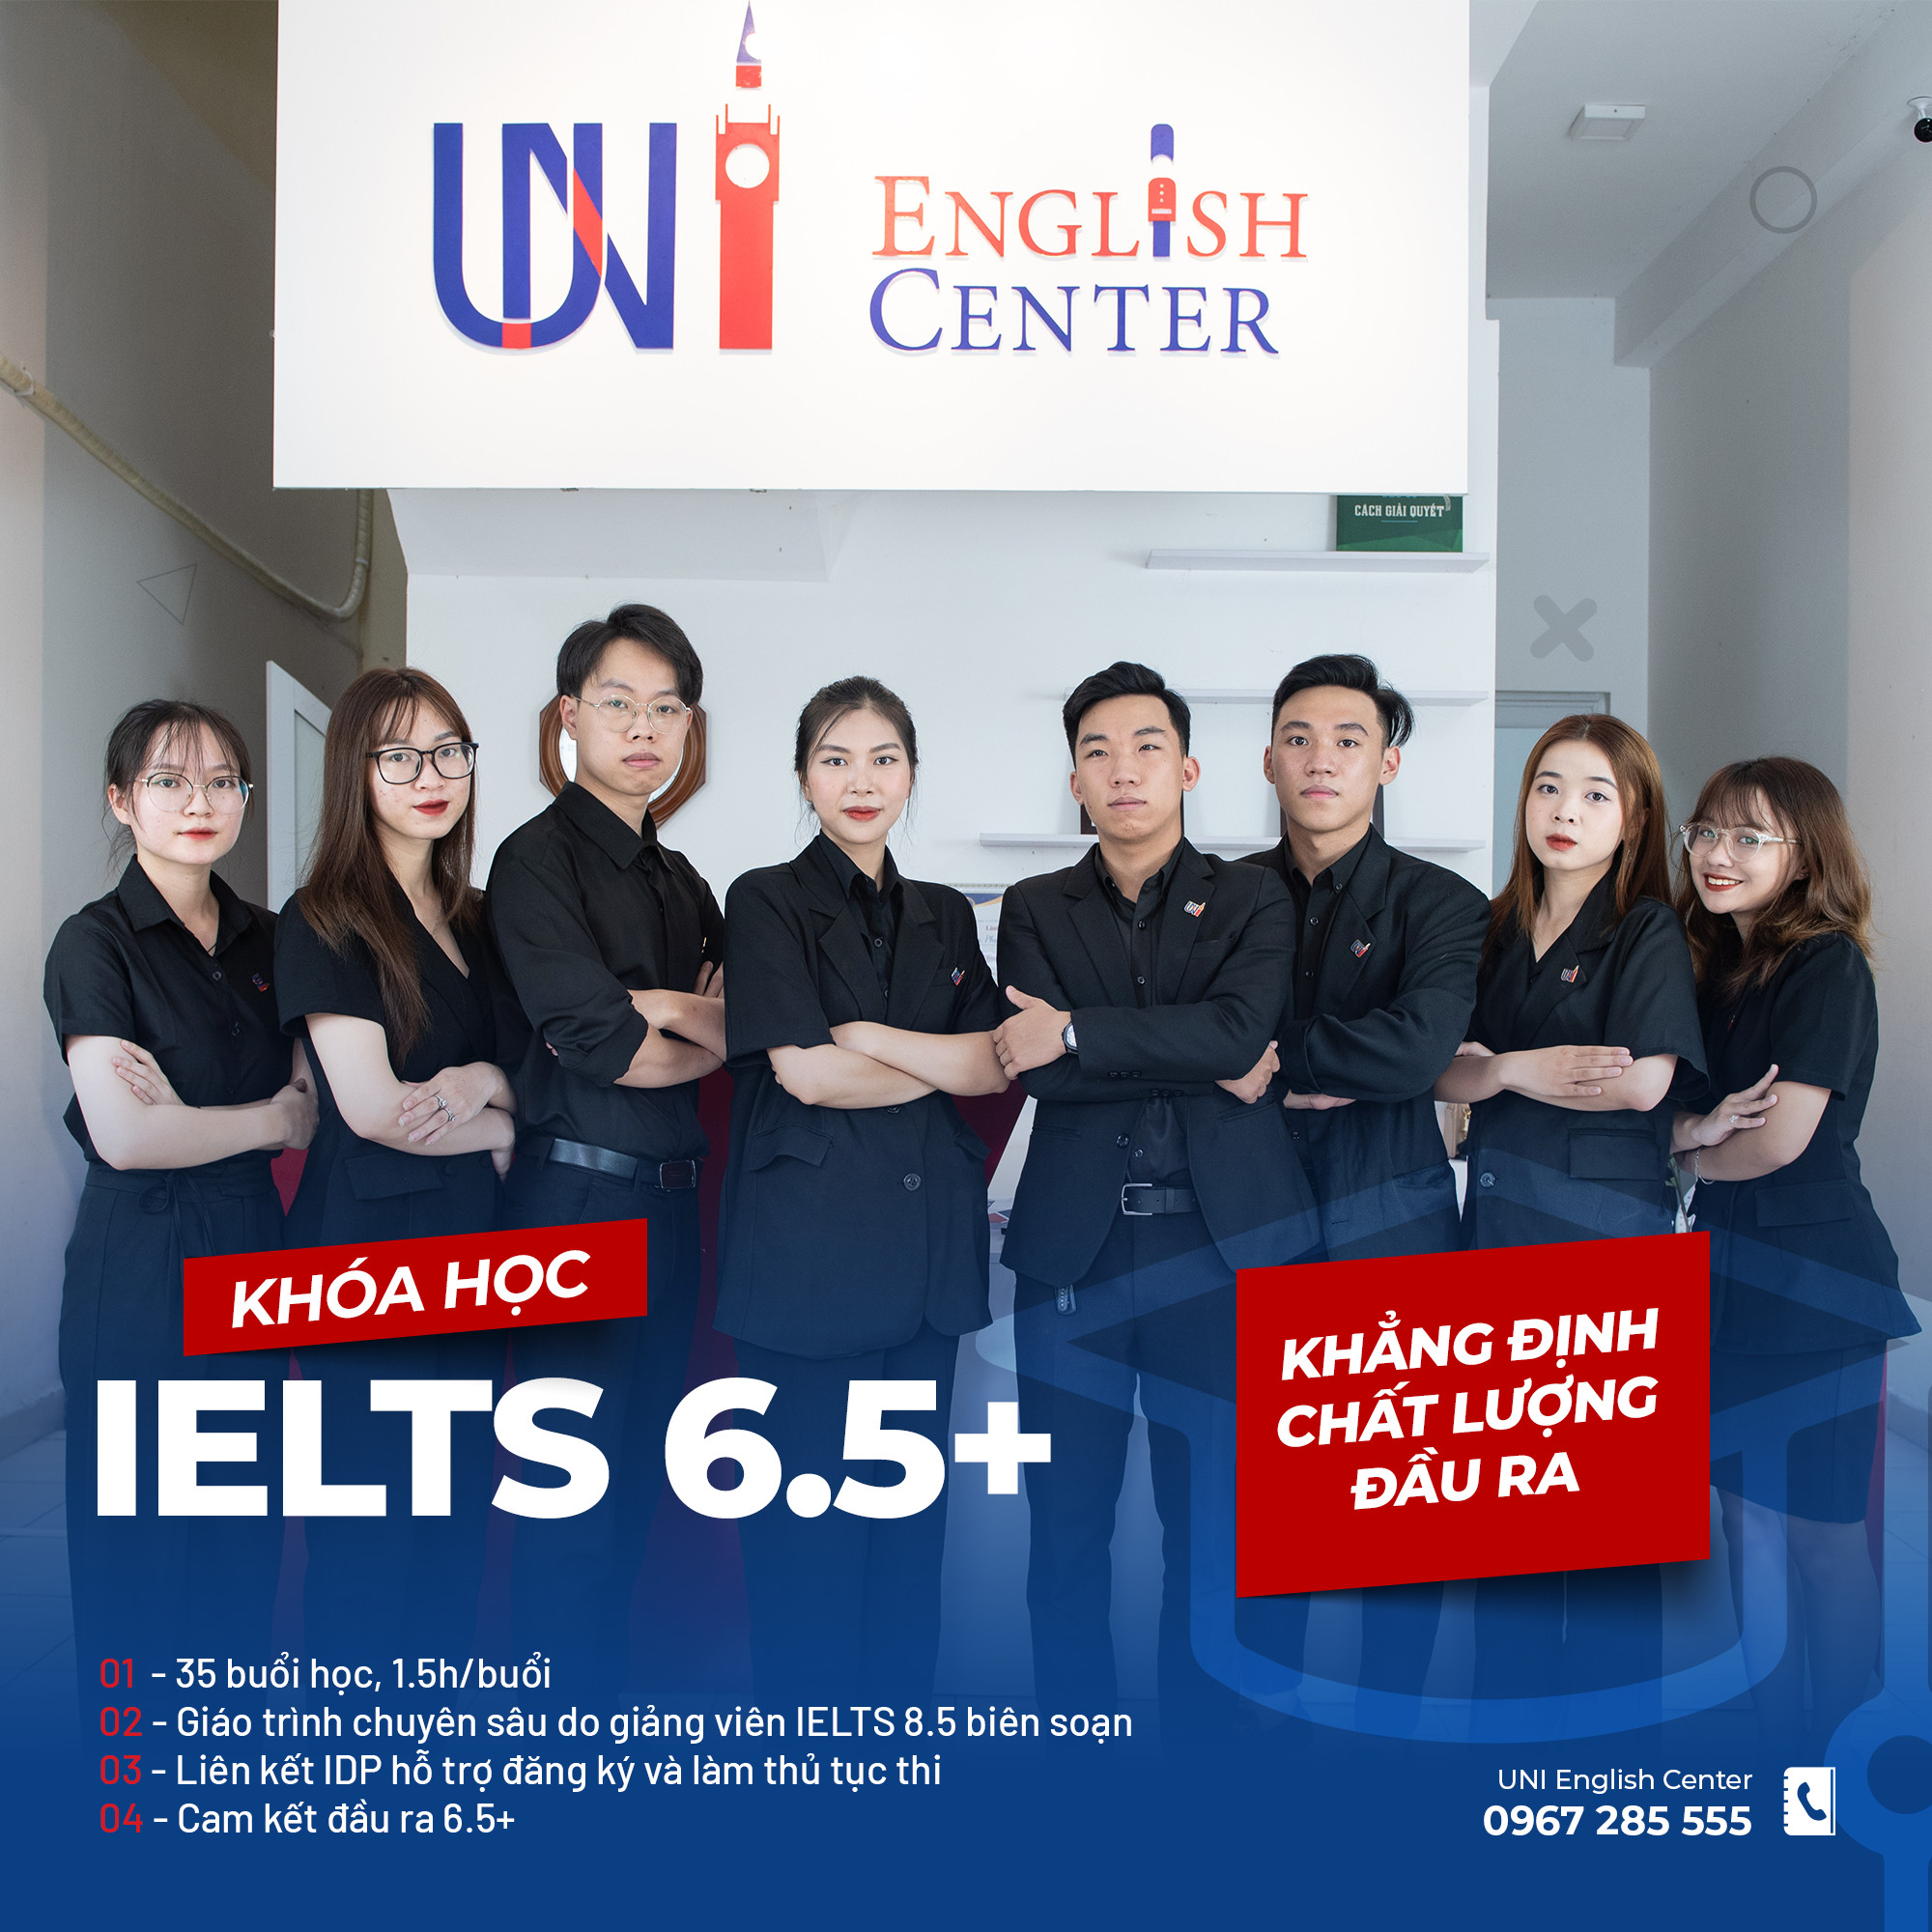 UNI
ENGLISH
CENTER
CÁCH GIẢI QUYẾT
UNI
KHÓA HỌC
IELTS 6.5+
KHẲNG ĐỊNH
CHẤT LƯỢNG
ĐẦU RA
01 - 35 buổi học, 1.5h/buổi
02 - Giáo trình chuyên sâu do giảng viên IELTS 8.5 biên soạn
03 - Liên kết IDP hỗ trợ đăng ký và làm thủ tục thi
04 - Cam kết đầu ra 6.5+
UNI English Center
0967 285 555